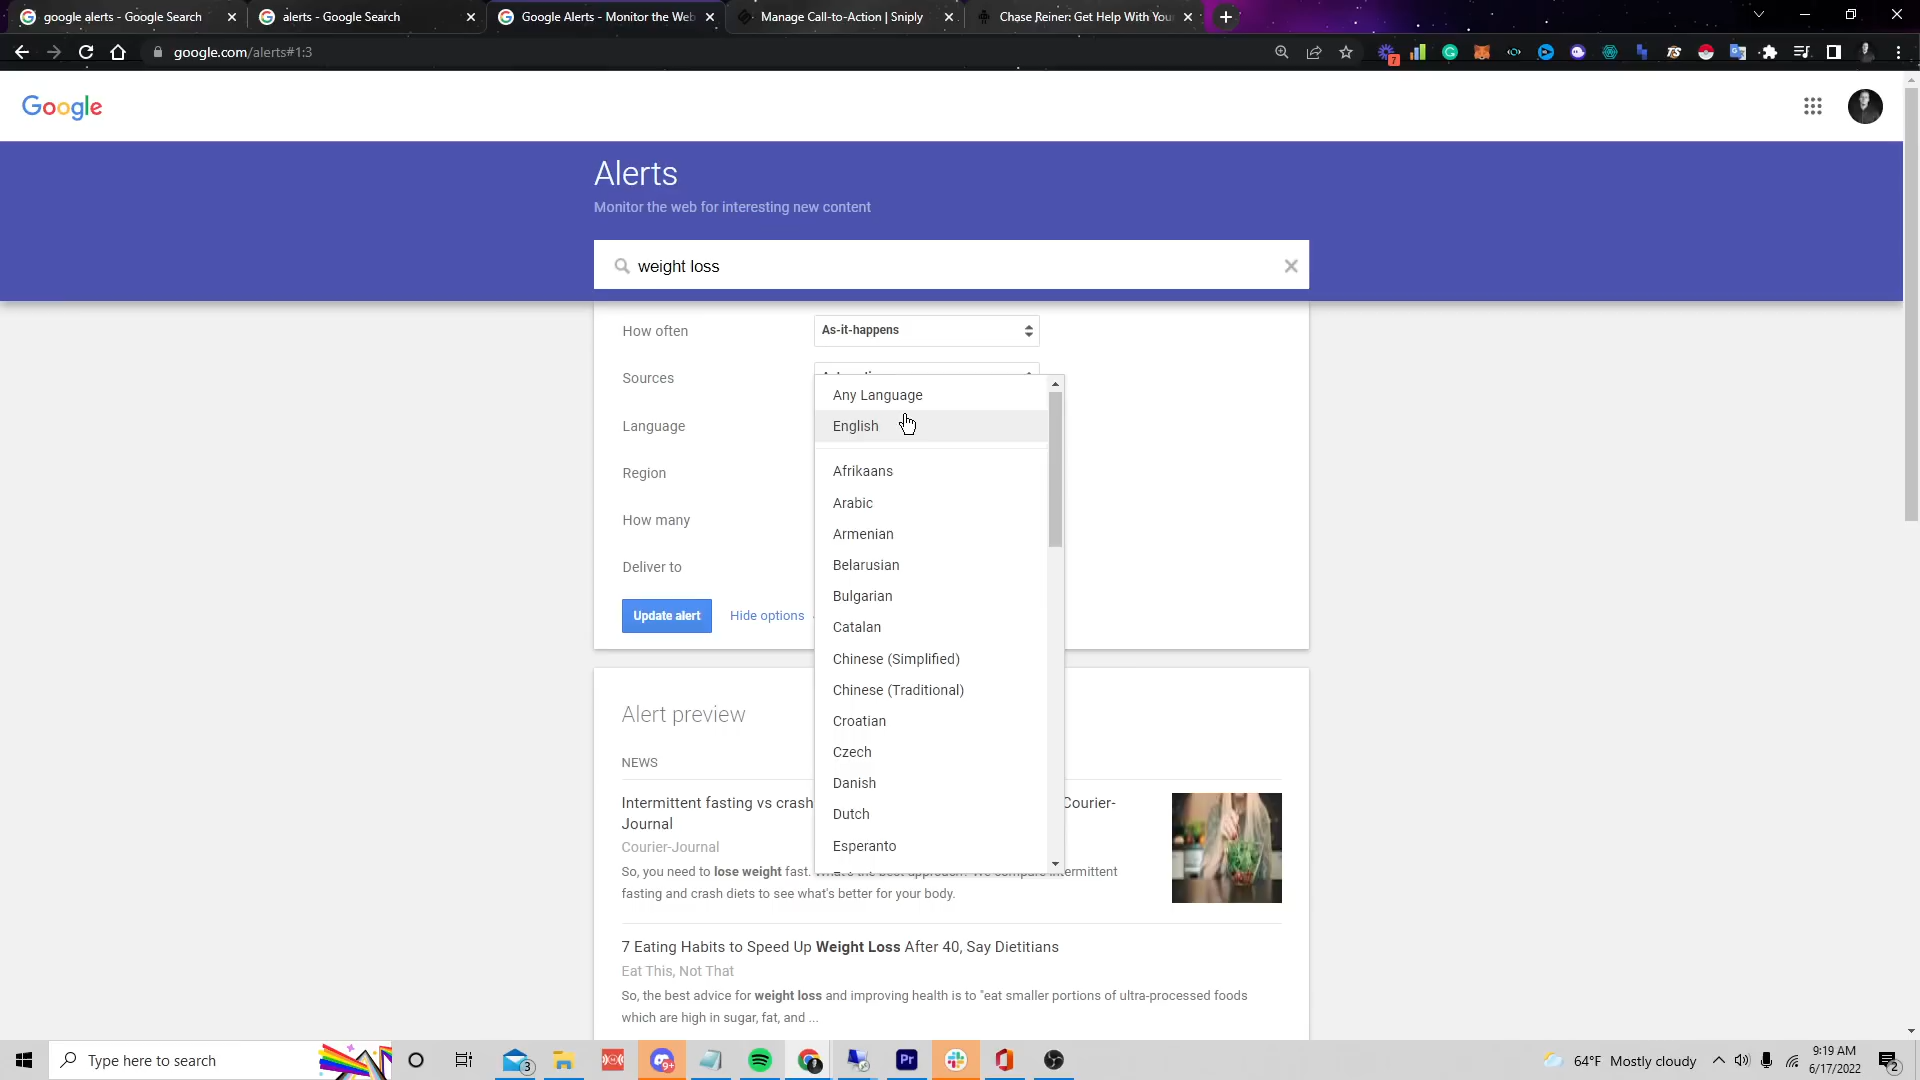 google alerts - Google Search
alerts - Google Search
Google Alerts - Monitor the Web
Manage Call-to-Action | Sniply
Chase Reiner: Get Help With You
google.com/alerts#1:3
7
Google
Alerts
Monitor the web for interesting new content
weight loss
How often
As-it-happens
Sources
Language
Region
How many
Deliver to
Any Language
English
Afrikaans
Arabic
Armenian
Belarusian
Bulgarian
Catalan
Chinese (Simplified)
Chinese (Traditional)
Croatian
Czech
Danish
Dutch
Esperanto
Update alert
Hide options
Alert preview
NEWS
Intermittent fasting vs crash Courier-
Journal
Courier-Journal
So, you need to lose weight fast. ermittent
fasting and crash diets to see what's better for your body.
7 Eating Habits to Speed Up Weight Loss After 40, Say Dietitians
Eat This, Not That
So, the best advice for weight loss and improving health is to "eat smaller portions of ultra-processed foods
which are high in sugar, fat, and ...
Type here to search
3
9+
Pr
64°F Mostly cloudy
9:19 AM
6/17/2022
2